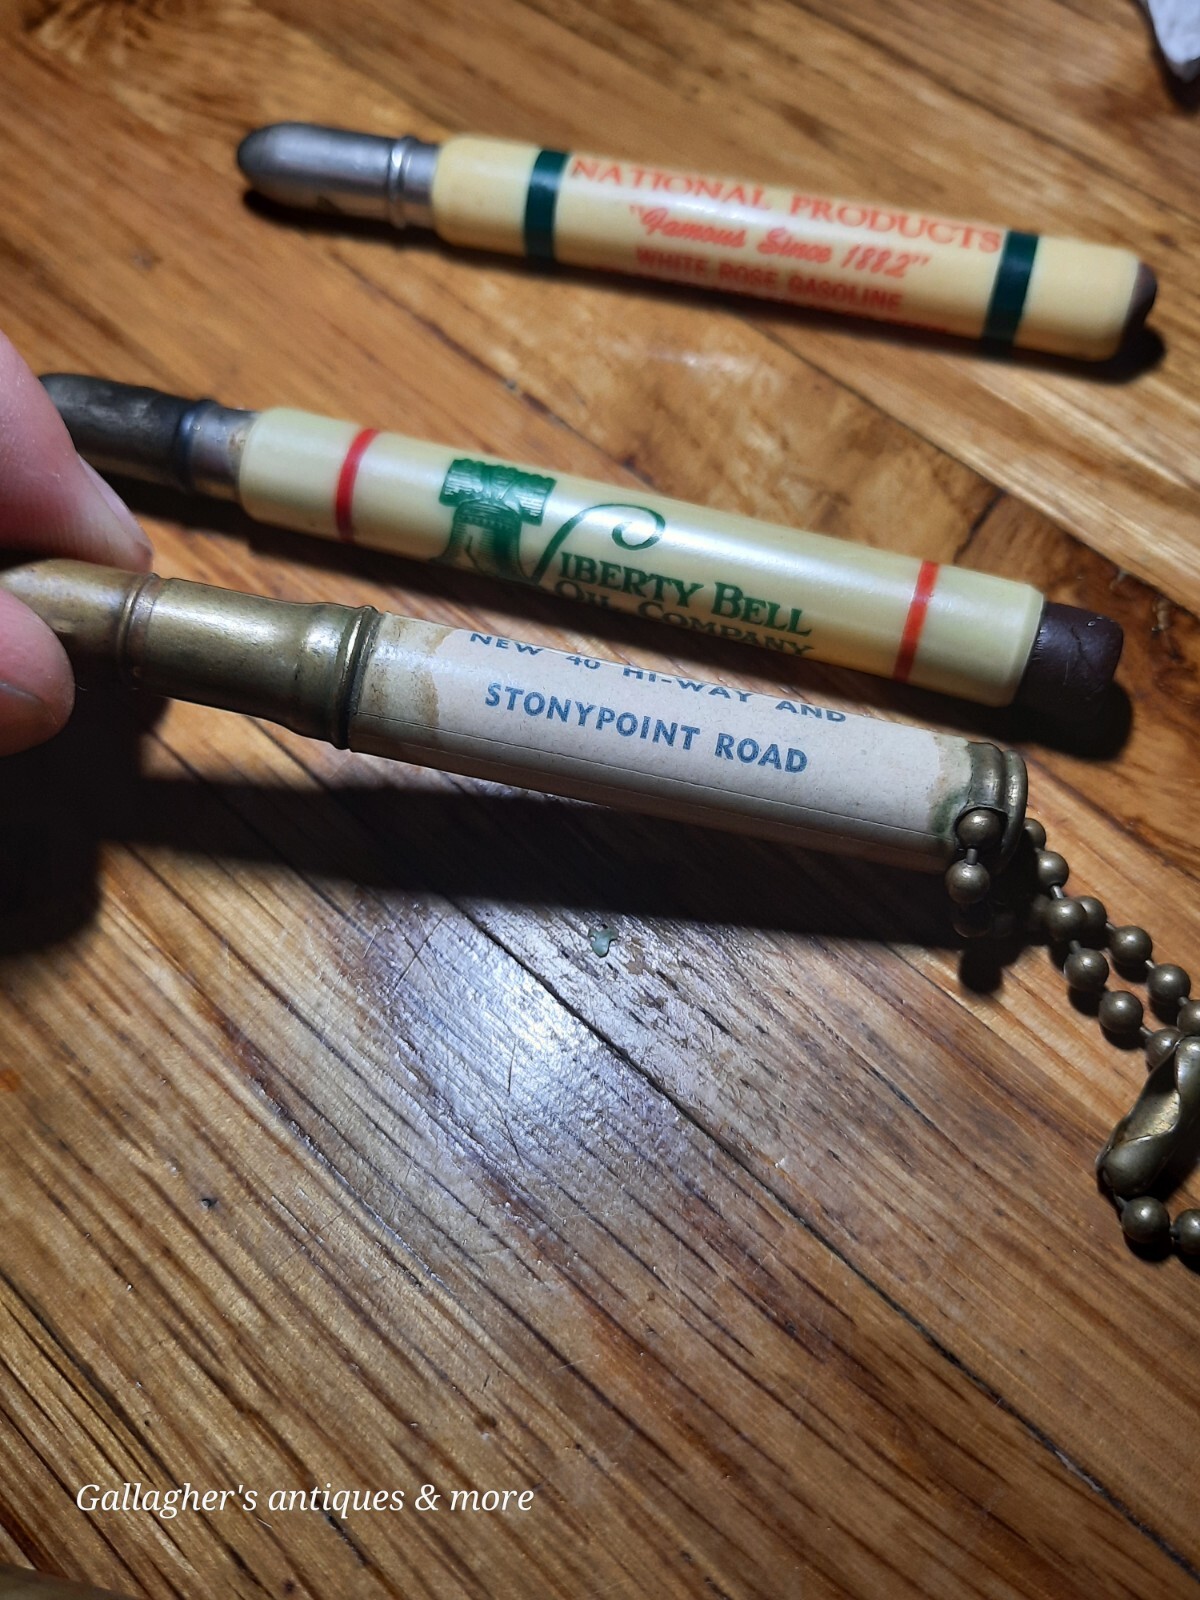 NATIONAL PRODUCTS
"Famous Since 1882"
WHITE ROSE GASOLINE
LIBERTY BELL
OIL COMPANY
NEW 40 HI-WAY AND
STONYPOINT ROAD
Gallagher's antiques & more